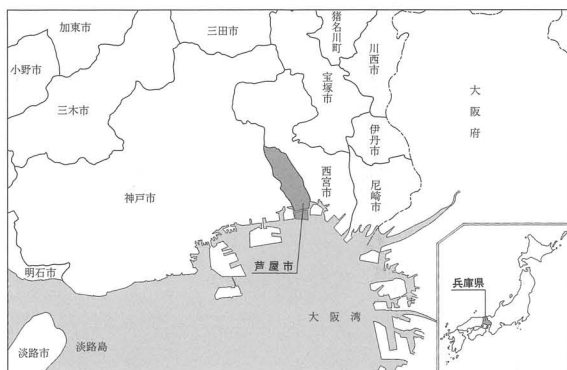 加東市
三田市
猪名川町
川西市
小野市
宝塚市
大阪府
三木市
伊丹市
西宮市
尼崎市
神戸市
芦屋市
明石市
兵庫県
大阪湾
淡路市
淡路島